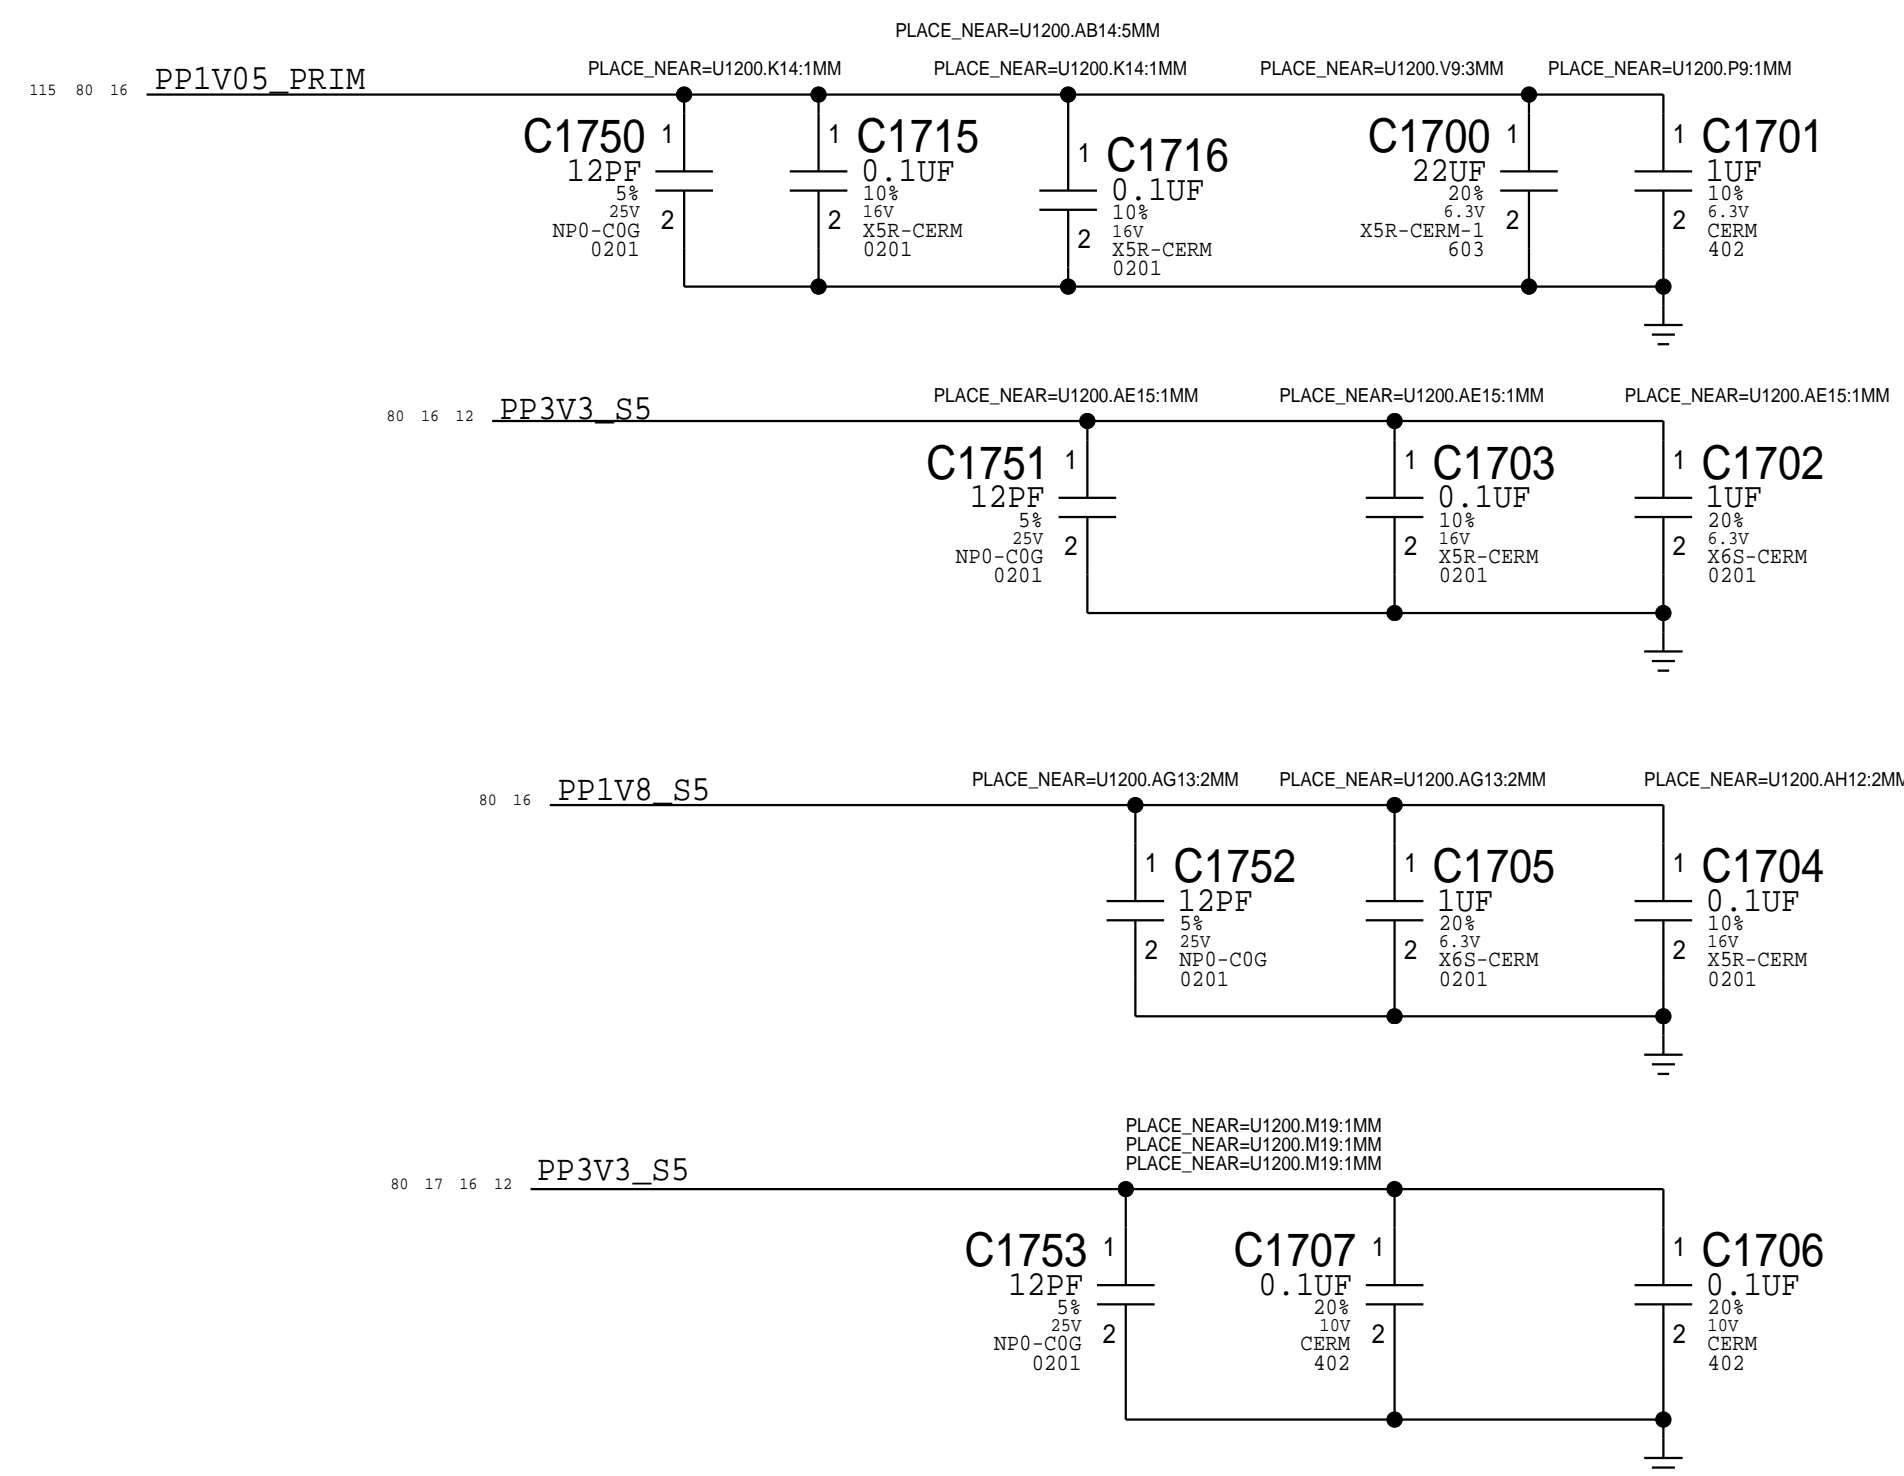 PLACE_NEAR=U1200.AB14:5MM
PLACE_NEAR=U1200.K14:1MM PLACE_NEAR=U1200.K14:1MM PLACE_NEAR=U1200.V9:3MM PLACE_NEAR=U1200.P9:1MM
115 80 16 PP1V05_PRIM
C1750 1
12PF
5%
25V
NP0-C0G
0201
2
1 C1715
0.1UF
10%
16V
X5R-CERM
0201
2
1 C1716
0.1UF
10%
16V
X5R-CERM
0201
2
C1700 1
22UF
20%
6.3V
X5R-CERM-1
603
2
1 C1701
1UF
10%
6.3V
CERM
402
2
PLACE_NEAR=U1200.AE15:1MM PLACE_NEAR=U1200.AE15:1MM PLACE_NEAR=U1200.AE15:1MM
80 16 12 PP3V3_S5
C1751 1
12PF
5%
25V
NP0-C0G
0201
2
1 C1703
0.1UF
10%
16V
X5R-CERM
0201
2
1 C1702
1UF
20%
6.3V
X6S-CERM
0201
2
PLACE_NEAR=U1200.AG13:2MM PLACE_NEAR=U1200.AG13:2MM PLACE_NEAR=U1200.AH12:2MM
80 16 PP1V8_S5
1 C1752
12PF
5%
25V
NP0-C0G
0201
2
1 C1705
1UF
20%
6.3V
X6S-CERM
0201
2
1 C1704
0.1UF
10%
16V
X5R-CERM
0201
2
PLACE_NEAR=U1200.M19:1MM
PLACE_NEAR=U1200.M19:1MM
PLACE_NEAR=U1200.M19:1MM
80 17 16 12 PP3V3_S5
C1753 1
12PF
5%
25V
NP0-C0G
0201
2
C1707 1
0.1UF
20%
10V
CERM
402
2
1 C1706
0.1UF
20%
10V
CERM
402
2